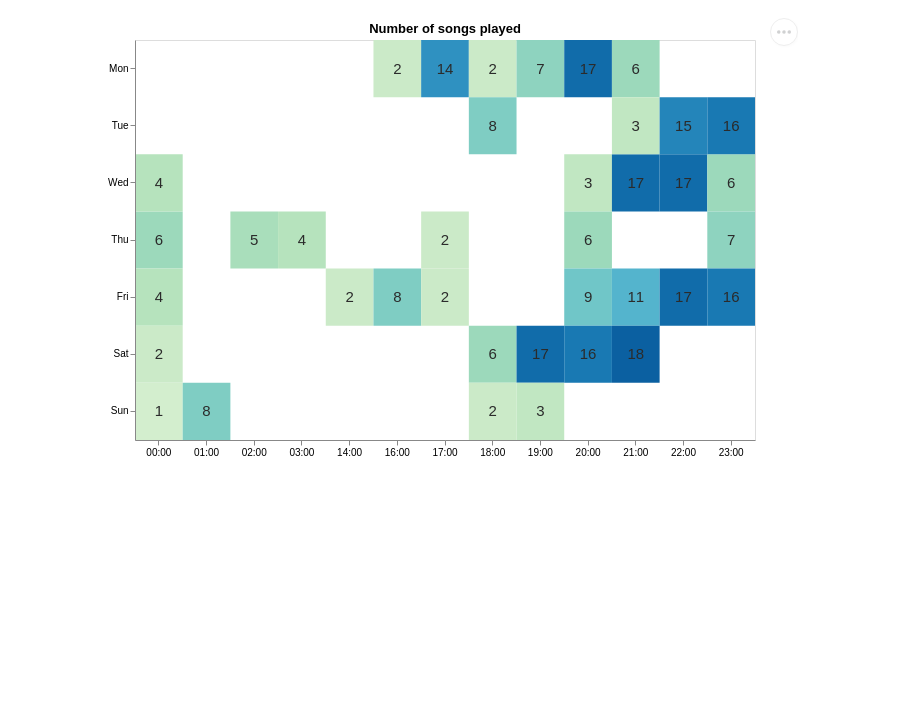 Number of songs played
Mon 2 14 2 7 17 6
Tue 8 3 15 16
Wed 4 3 17 17 6
Thu 6 5 4 2 6 7
Fri 4 2 8 2 9 11 17 16
Sat 2 6 17 16 18
Sun 1 8 2 3
00:00 01:00 02:00 03:00 14:00 16:00 17:00 18:00 19:00 20:00 21:00 22:00 23:00